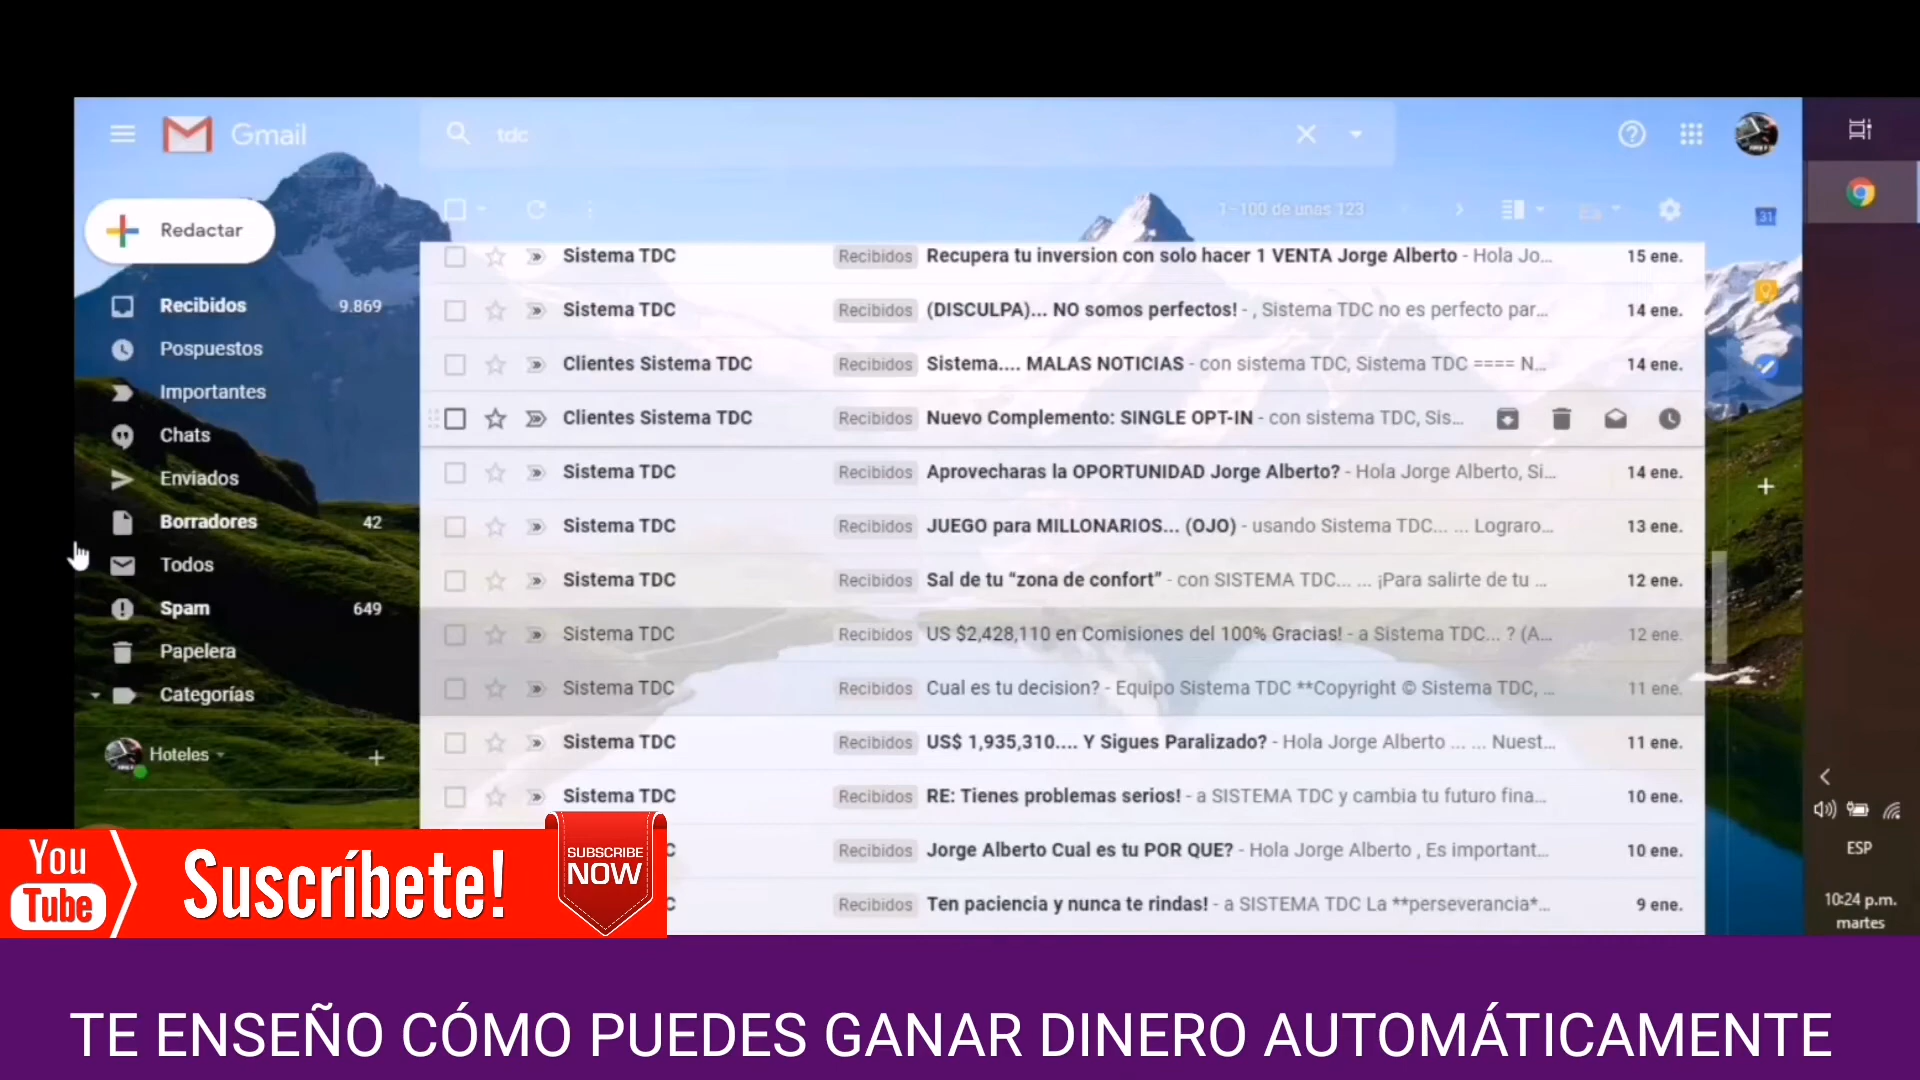 Gmail
tdc
1–100 de unas 123
31
Redactar
Recibidos 9.869
Pospuestos
Importantes
Chats
Enviados
Borradores 42
Todos
Spam 649
Papelera
Categorías
Hoteles
Sistema TDC Recibidos Recupera tu inversion con solo hacer 1 VENTA Jorge Alberto - Hola Jo... 15 ene.
Sistema TDC Recibidos (DISCULPA)... NO somos perfectos! - , Sistema TDC no es perfecto par... 14 ene.
Clientes Sistema TDC Recibidos Sistema.... MALAS NOTICIAS - con sistema TDC, Sistema TDC ==== N... 14 ene.
Clientes Sistema TDC Recibidos Nuevo Complemento: SINGLE OPT-IN - con sistema TDC, Sis...
Sistema TDC Recibidos Aprovecharas la OPORTUNIDAD Jorge Alberto? - Hola Jorge Alberto, Si... 14 ene.
Sistema TDC Recibidos JUEGO para MILLONARIOS... (OJO) - usando Sistema TDC... ... Lograro... 13 ene.
Sistema TDC Recibidos Sal de tu “zona de confort” - con SISTEMA TDC... ... ¡Para salirte de tu ... 12 ene.
Sistema TDC Recibidos US $2,428,110 en Comisiones del 100% Gracias! - a Sistema TDC... ? (A... 12 ene.
Sistema TDC Recibidos Cual es tu decision? - Equipo Sistema TDC **Copyright © Sistema TDC, ... 11 ene.
Sistema TDC Recibidos US$ 1,935,310.... Y Sigues Paralizado? - Hola Jorge Alberto ... ... Nuest... 11 ene.
Sistema TDC Recibidos RE: Tienes problemas serios! - a SISTEMA TDC y cambia tu futuro fina... 10 ene.
C Recibidos Jorge Alberto Cual es tu POR QUE? - Hola Jorge Alberto , Es important... 10 ene.
C Recibidos Ten paciencia y nunca te rindas! - a SISTEMA TDC La **perseverancia*... 9 ene.
ESP
10:24 p.m.
martes
You
Tube
Suscríbete!
SUBSCRIBE
NOW
TE ENSEÑO CÓMO PUEDES GANAR DINERO AUTOMÁTICAMENTE